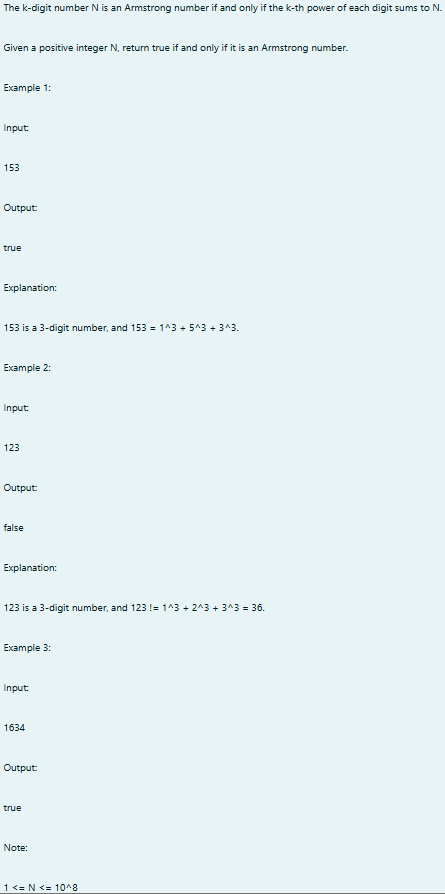 The k-digit number N is an Armstrong number if and only if the k-th power of each digit sums to N.
Given a positive integer N, return true if and only if it is an Armstrong number.
Example 1:
Input:
153
Output:
true
Explanation:
153 is a 3-digit number, and 153 = 1^3 + 5^3 + 3^3.
Example 2:
Input:
123
Output:
false
Explanation:
123 is a 3-digit number, and 123 != 1^3 + 2^3 + 3^3 = 36.
Example 3:
Input:
1634
Output:
true
Note:
1 <= N <= 10^8